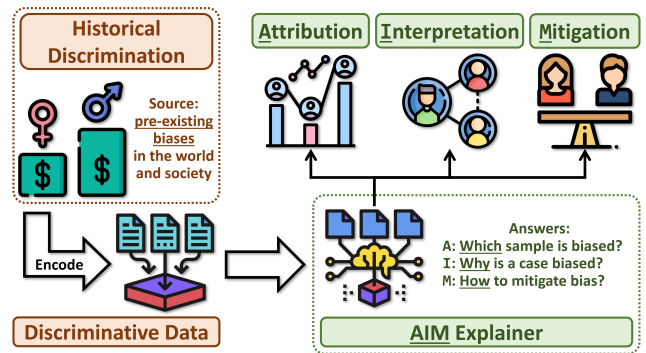 Historical
Discrimination
Source:
pre-existing
biases
in the world
and society
$
$
Attribution
Interpretation
Mitigation
Encode
Discriminative Data
Answers:
A: Which sample is biased?
I: Why is a case biased?
M: How to mitigate bias?
AIM Explainer